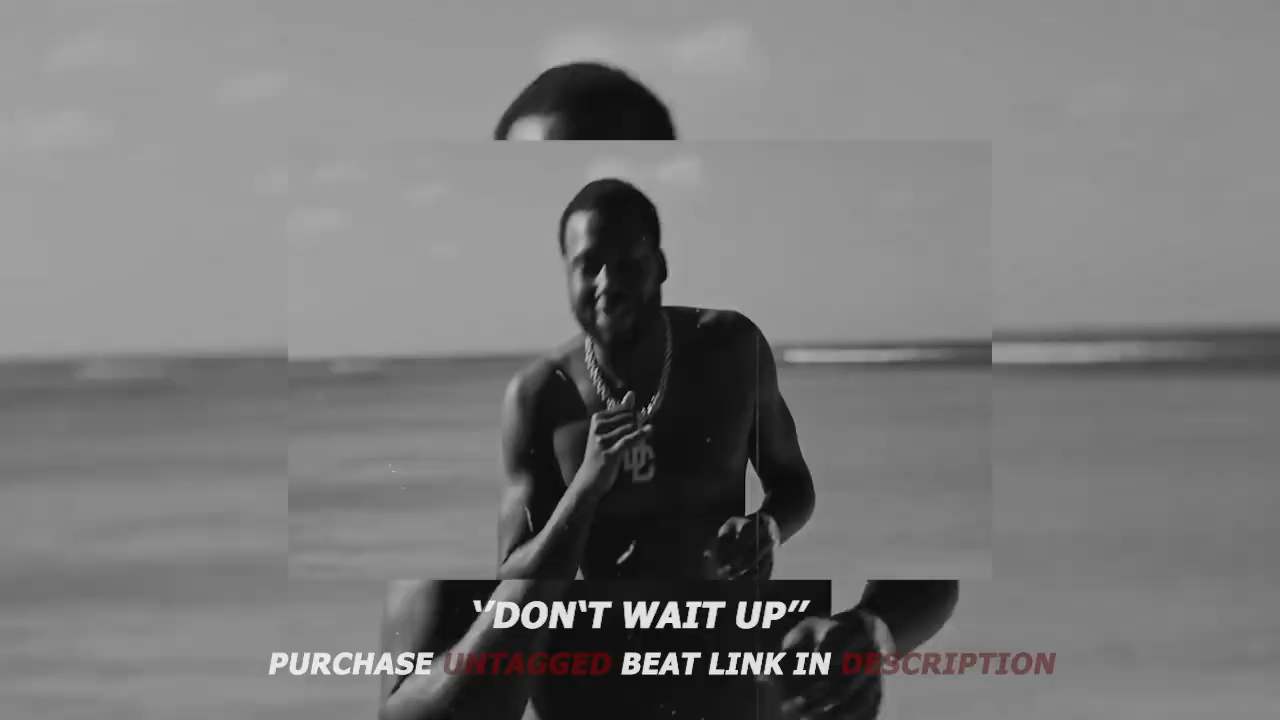 “DON‘T WAIT UP”
PURCHASE UNTAGGED BEAT LINK IN DESCRIPTION